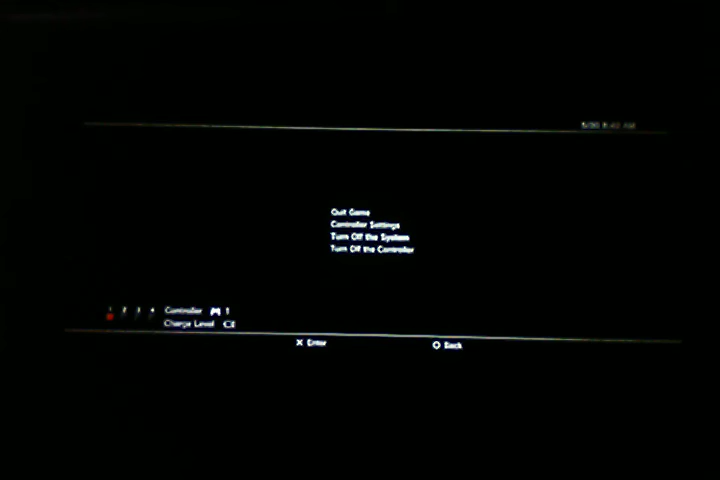 Quit Game
Controller Settings
Turn Off the System
Turn Off the Controller
1 2 3 4 Controller 1
Charge Level
X Enter
O Back